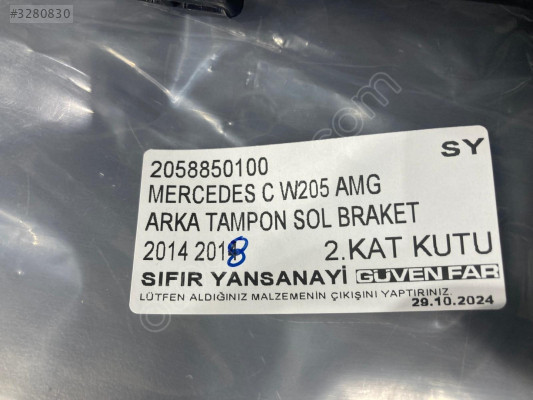 #3280830
SY
2058850100
MERCEDES C W205 AMG
ARKA TAMPON SOL BRAKET
2014 2018 2.KAT KUTU
SIFIR YANSANAYİ GÜVEN FAR
LÜTFEN ALDIĞINIZ MALZEMENİN ÇIKIŞINI YAPTIRINIZ.
29.10.2024